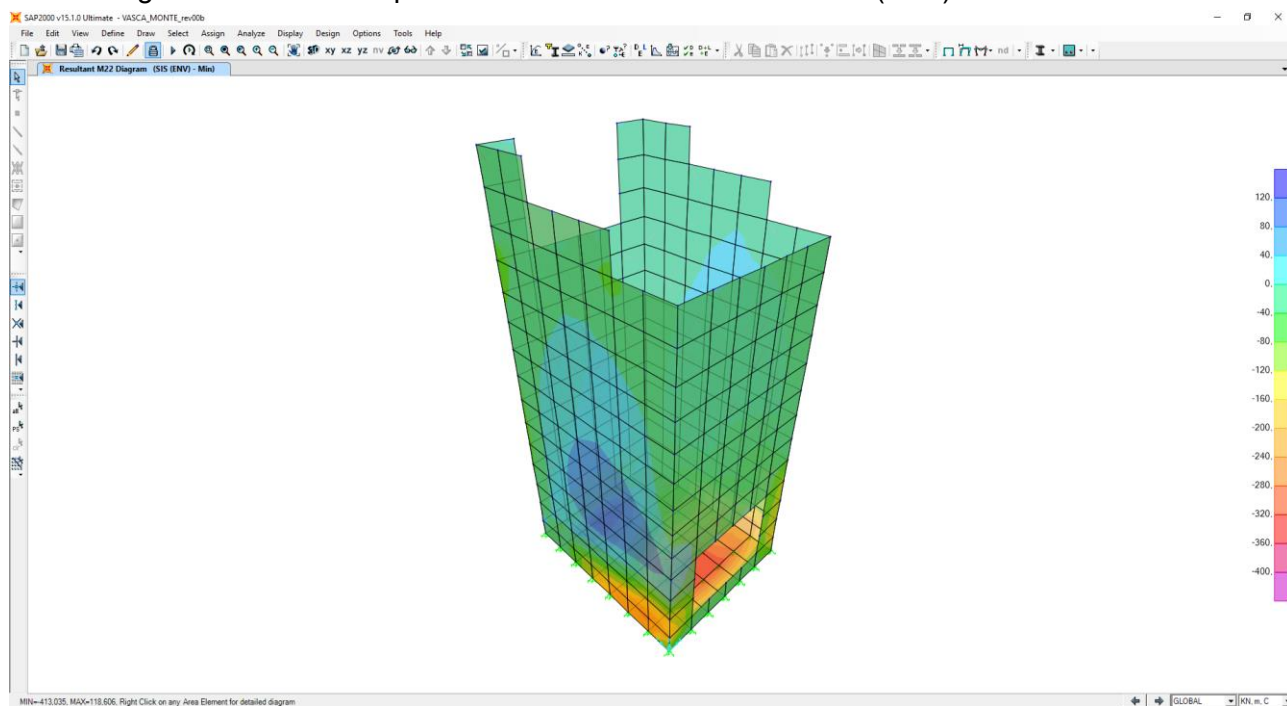 SAP2000 v15.1.0 Ultimate - VASCA_MONTE_rev00b
File Edit View Define Draw Select Assign Analyze Display Design Options Tools Help
xy xz yz nv nd
Resultant M22 Diagram (SIS (ENV) - Min)
120.
80.
40.
0.
-40.
-80.
-120.
-160.
-200.
-240.
-280.
-320.
-360.
-400.
MIN=-413,035, MAX=118,606, Right Click on any Area Element for detailed diagram
GLOBAL KN, m, C